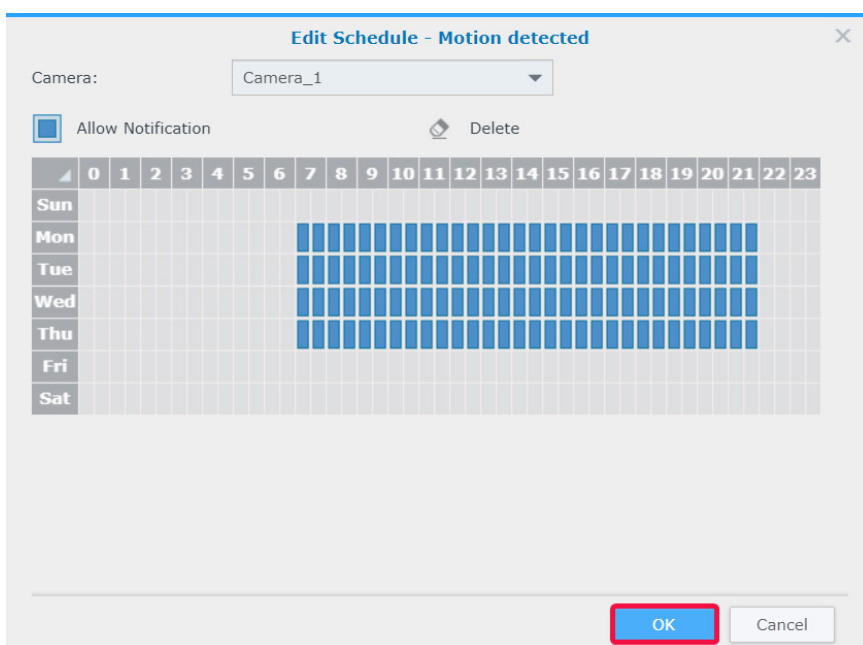 Edit Schedule - Motion detected
Camera: Camera_1
Allow Notification Delete
0 1 2 3 4 5 6 7 8 9 10 11 12 13 14 15 16 17 18 19 20 21 22 23
Sun
Mon
Tue
Wed
Thu
Fri
Sat
OK Cancel